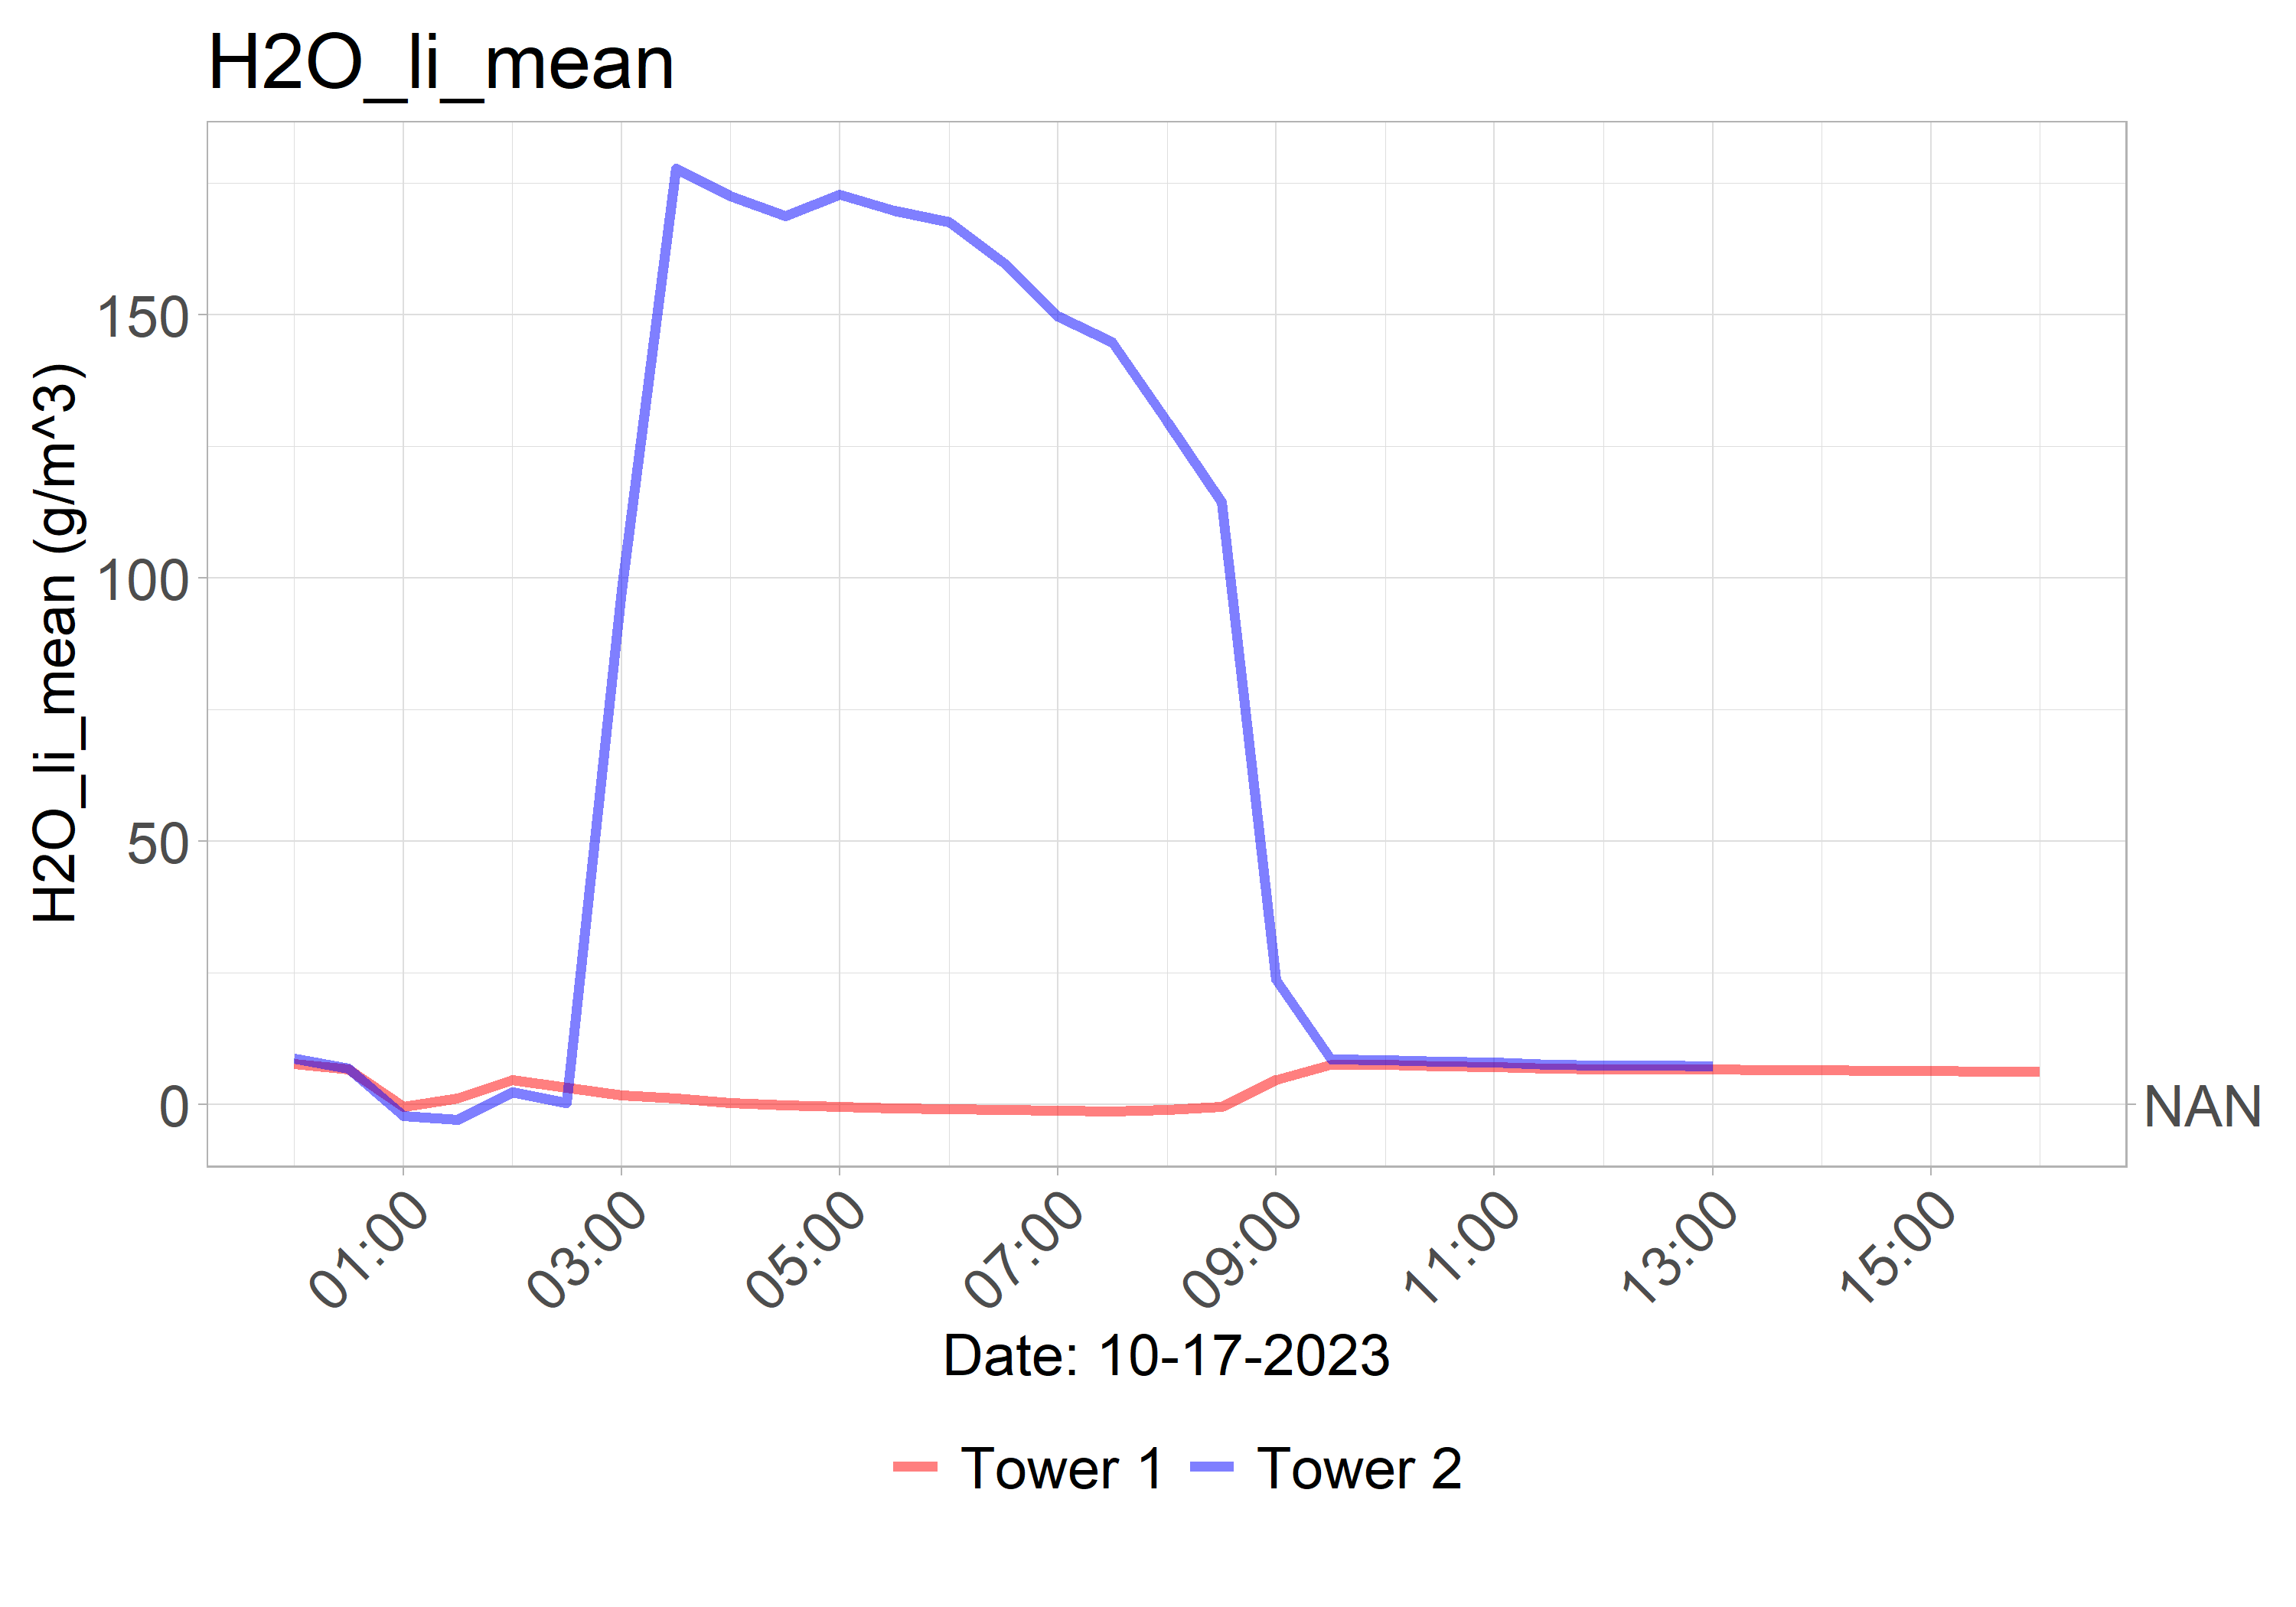 H2O_li_mean
H2O_li_mean (g/m^3)
150
100
50
0
NAN
01:00
03:00
05:00
07:00
09:00
11:00
13:00
15:00
Date: 10-17-2023
Tower 1
Tower 2